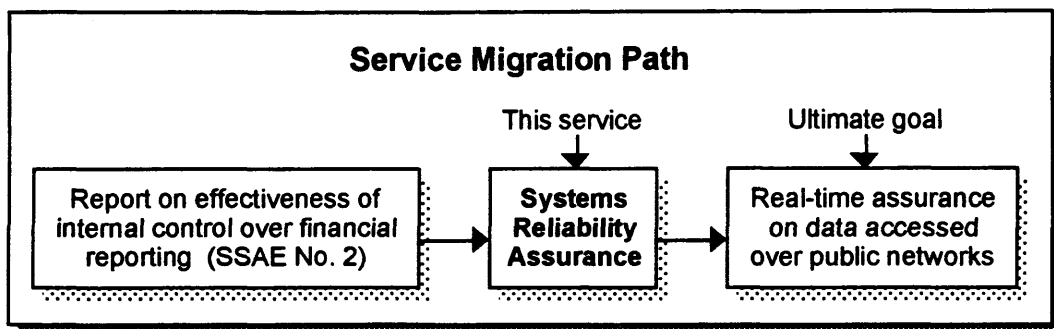 Service Migration Path
This service
Ultimate goal
Report on effectiveness of
internal control over financial
reporting (SSAE No. 2)
Systems
Reliability
Assurance
Real-time assurance
on data accessed
over public networks